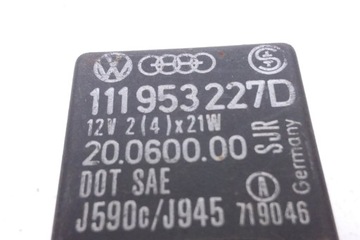 111953227D
12V 2(4)x21W
20.0600.00
SJR
DOT SAE
Germany
A
J590c/J945
719046